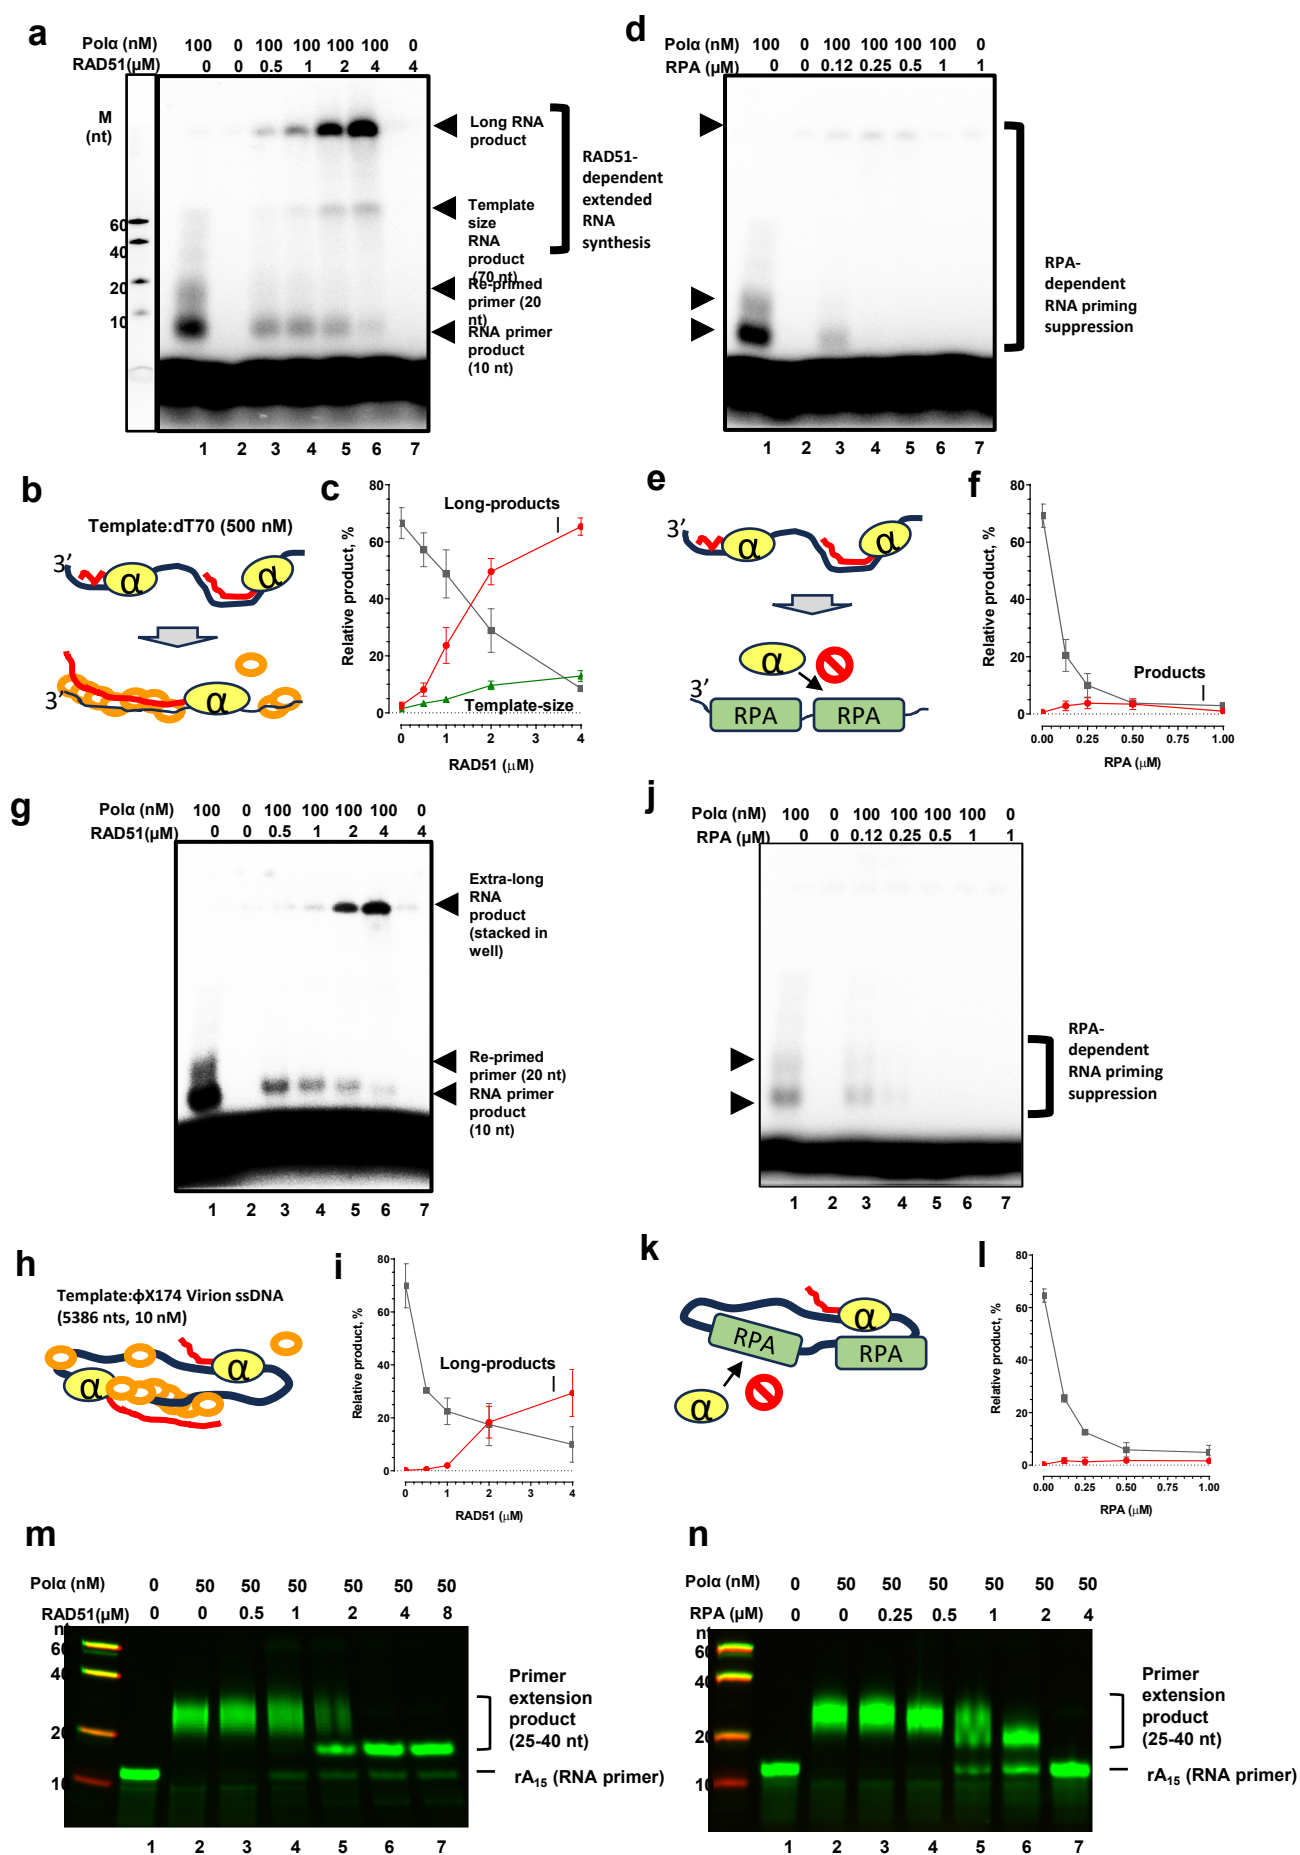 a
Polα (nM) 100 0 100 100 100 100 0
RAD51(μM) 0 0 0.5 1 2 4 4
M
(nt)
60
40
20
10
Long RNA
product
Template
size
RNA
product
(70 nt)
Re-primed
primer (20
nt)
RNA primer
product
(10 nt)
RAD51-
dependent
extended
RNA
synthesis
1 2 3 4 5 6 7
d
Polα (nM) 100 0 100 100 100 100 0
RPA (μM) 0 0 0.12 0.25 0.5 1 1
RPA-
dependent
RNA priming
suppression
1 2 3 4 5 6 7
b
Template:dT70 (500 nM)
3’ α α
3’ α
c
Relative product, %
80
60
40
20
0
Long-products
Template-size
0 1 2 3 4
RAD51 (μM)
e
3’ α α
α
3’
RPA RPA
f
Relative product, %
80
60
40
20
0
Products
0.00 0.25 0.50 0.75 1.00
RPA (μM)
g
Polα (nM) 100 0 100 100 100 100 0
RAD51(μM) 0 0 0.5 1 2 4 4
Extra-long
RNA
product
(stacked in
well)
Re-primed
primer (20 nt)
RNA primer
product
(10 nt)
1 2 3 4 5 6 7
j
Polα (nM) 100 0 100 100 100 100 0
RPA (μM) 0 0 0.12 0.25 0.5 1 1
RPA-
dependent
RNA priming
suppression
1 2 3 4 5 6 7
h
Template:ϕX174 Virion ssDNA
(5386 nts, 10 nM)
α
α
i
Relative product, %
80
60
40
20
0
Long-products
0 1 2 3 4
RAD51 (μM)
k
α
RPA RPA
α
l
Relative product, %
80
60
40
20
0
0.00 0.25 0.50 0.75 1.00
RPA (μM)
m
Polα (nM) 0 50 50 50 50 50 50
RAD51(μM) 0 0 0.5 1 2 4 8
nt
60
40
20
10
Primer
extension
product
(25-40 nt)
rA₁₅ (RNA primer)
1 2 3 4 5 6 7
n
Polα (nM) 0 50 50 50 50 50 50
RPA (μM) 0 0 0.25 0.5 1 2 4
nt
60
40
20
10
Primer
extension
product
(25-40 nt)
rA₁₅ (RNA primer)
1 2 3 4 5 6 7